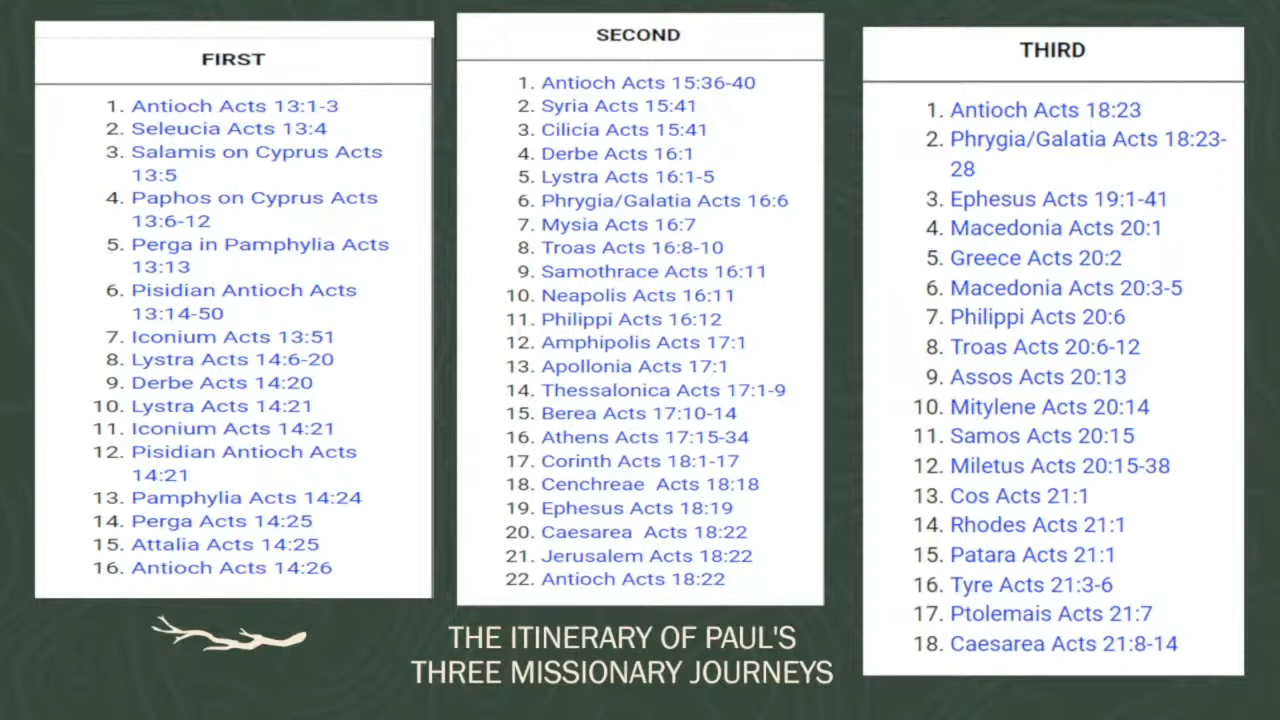 FIRST
1. Antioch Acts 13:1-3
2. Seleucia Acts 13:4
3. Salamis on Cyprus Acts
13:5
4. Paphos on Cyprus Acts
13:6-12
5. Perga in Pamphylia Acts
13:13
6. Pisidian Antioch Acts
13:14-50
7. Iconium Acts 13:51
8. Lystra Acts 14:6-20
9. Derbe Acts 14:20
10. Lystra Acts 14:21
11. Iconium Acts 14:21
12. Pisidian Antioch Acts
14:21
13. Pamphylia Acts 14:24
14. Perga Acts 14:25
15. Attalia Acts 14:25
16. Antioch Acts 14:26
SECOND
1. Antioch Acts 15:36-40
2. Syria Acts 15:41
3. Cilicia Acts 15:41
4. Derbe Acts 16:1
5. Lystra Acts 16:1-5
6. Phrygia/Galatia Acts 16:6
7. Mysia Acts 16:7
8. Troas Acts 16:8-10
9. Samothrace Acts 16:11
10. Neapolis Acts 16:11
11. Philippi Acts 16:12
12. Amphipolis Acts 17:1
13. Apollonia Acts 17:1
14. Thessalonica Acts 17:1-9
15. Berea Acts 17:10-14
16. Athens Acts 17:15-34
17. Corinth Acts 18:1-17
18. Cenchreae Acts 18:18
19. Ephesus Acts 18:19
20. Caesarea Acts 18:22
21. Jerusalem Acts 18:22
22. Antioch Acts 18:22
THIRD
1. Antioch Acts 18:23
2. Phrygia/Galatia Acts 18:23-
28
3. Ephesus Acts 19:1-41
4. Macedonia Acts 20:1
5. Greece Acts 20:2
6. Macedonia Acts 20:3-5
7. Philippi Acts 20:6
8. Troas Acts 20:6-12
9. Assos Acts 20:13
10. Mitylene Acts 20:14
11. Samos Acts 20:15
12. Miletus Acts 20:15-38
13. Cos Acts 21:1
14. Rhodes Acts 21:1
15. Patara Acts 21:1
16. Tyre Acts 21:3-6
17. Ptolemais Acts 21:7
18. Caesarea Acts 21:8-14
THE ITINERARY OF PAUL'S
THREE MISSIONARY JOURNEYS